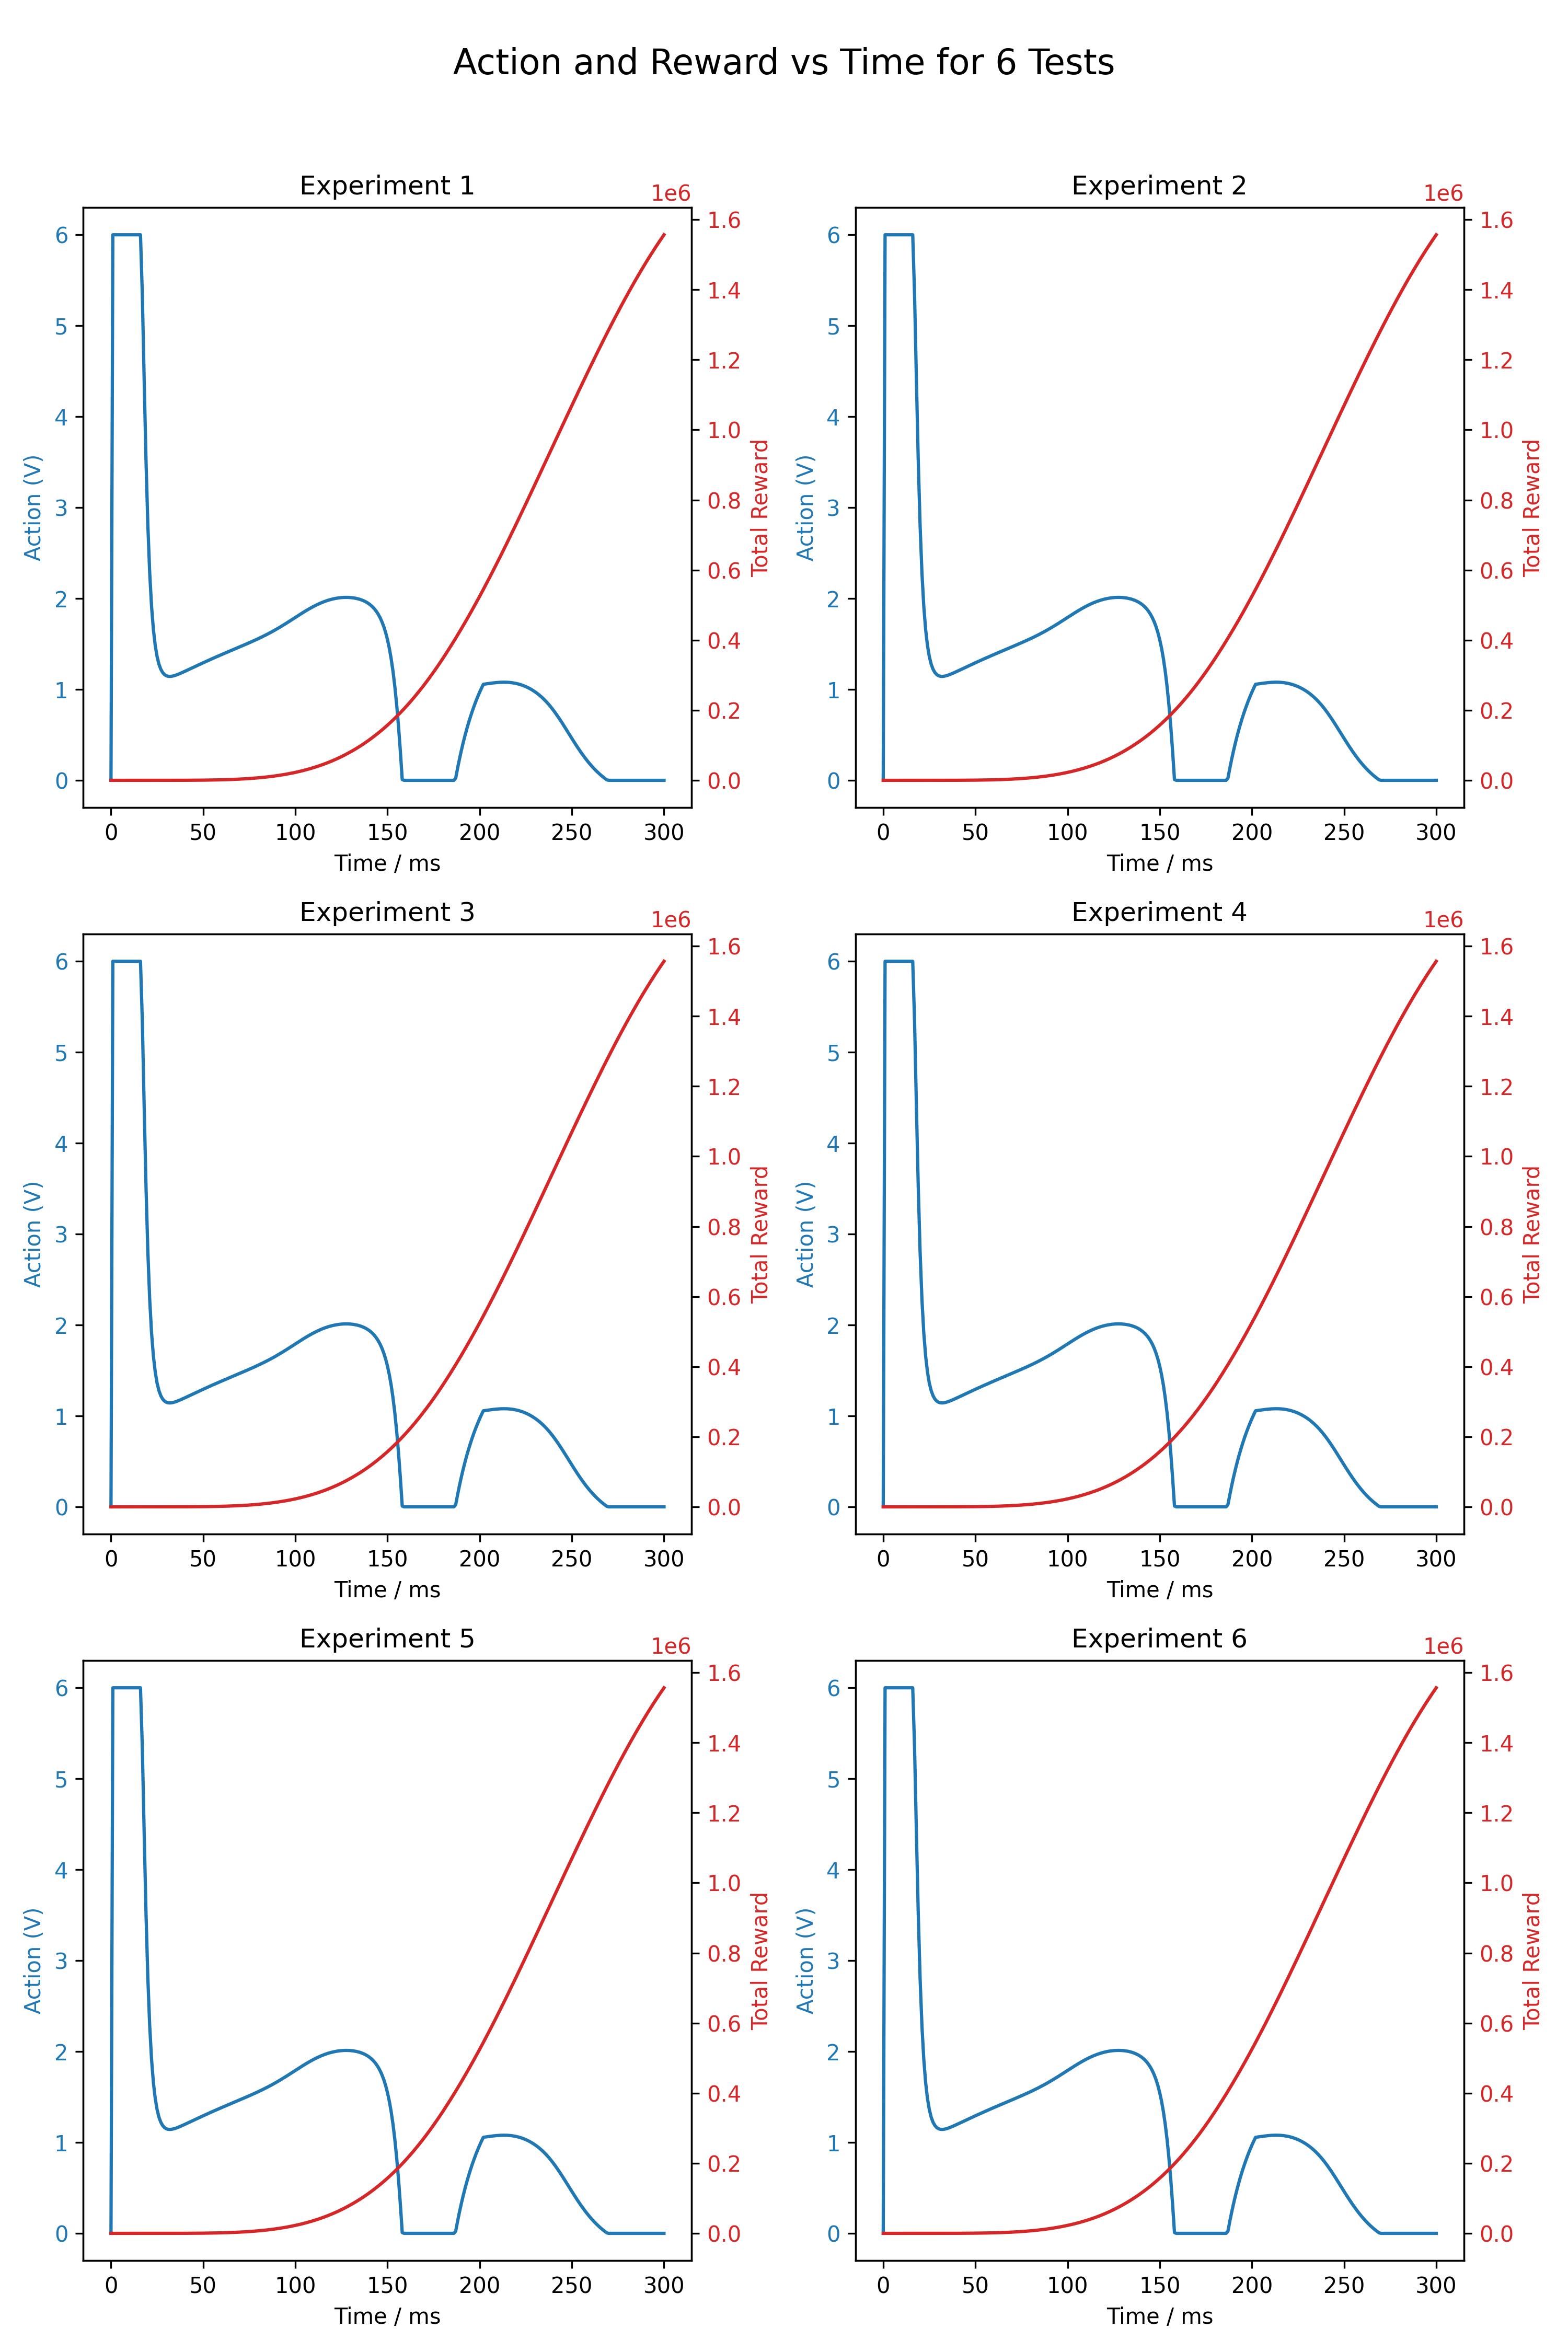 Action and Reward vs Time for 6 Tests
Experiment 1
1e6
6
5
4
3
2
1
0
Action (V)
1.6
1.4
1.2
1.0
0.8
0.6
0.4
0.2
0.0
Total Reward
0 50 100 150 200 250 300
Time / ms
Experiment 2
1e6
6
5
4
3
2
1
0
Action (V)
1.6
1.4
1.2
1.0
0.8
0.6
0.4
0.2
0.0
Total Reward
0 50 100 150 200 250 300
Time / ms
Experiment 3
1e6
6
5
4
3
2
1
0
Action (V)
1.6
1.4
1.2
1.0
0.8
0.6
0.4
0.2
0.0
Total Reward
0 50 100 150 200 250 300
Time / ms
Experiment 4
1e6
6
5
4
3
2
1
0
Action (V)
1.6
1.4
1.2
1.0
0.8
0.6
0.4
0.2
0.0
Total Reward
0 50 100 150 200 250 300
Time / ms
Experiment 5
1e6
6
5
4
3
2
1
0
Action (V)
1.6
1.4
1.2
1.0
0.8
0.6
0.4
0.2
0.0
Total Reward
0 50 100 150 200 250 300
Time / ms
Experiment 6
1e6
6
5
4
3
2
1
0
Action (V)
1.6
1.4
1.2
1.0
0.8
0.6
0.4
0.2
0.0
Total Reward
0 50 100 150 200 250 300
Time / ms